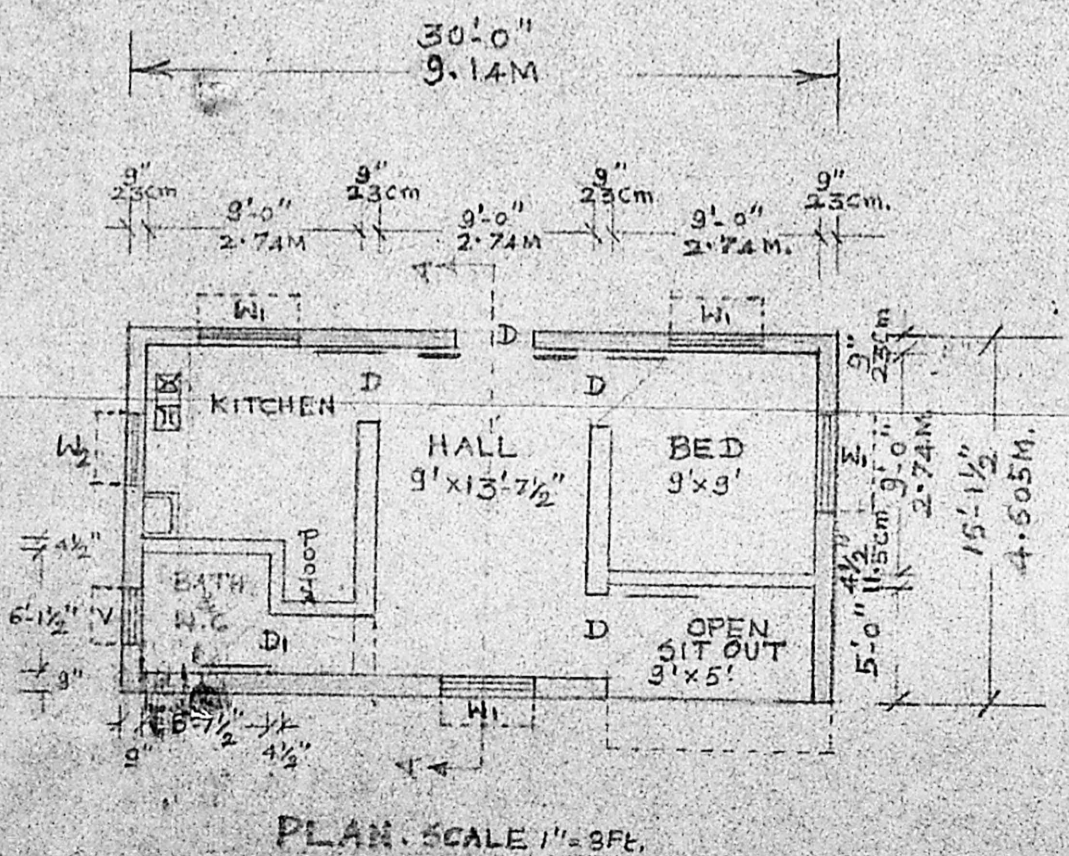 30'-0"
9.14M
9"
23cm
9'-0"
2.74M
9"
23cm
9'-0"
2.74M
9"
23cm
9'-0"
2.74M.
9"
23cm.
W1
D
W1
D
D
KITCHEN
HALL
9'x13'-7½"
BED
9'x9'
W2
9"
23cm
9'-0"
2.74M
15'-1½"
4.605M.
4½"
11.5cm
5'-0"
4½"
6'-1½"
V
9"
BATH
W.C
D1
D
OPEN
SIT OUT
9'x5'
W1
9"
4½"
PLAN. SCALE 1"=8Ft.